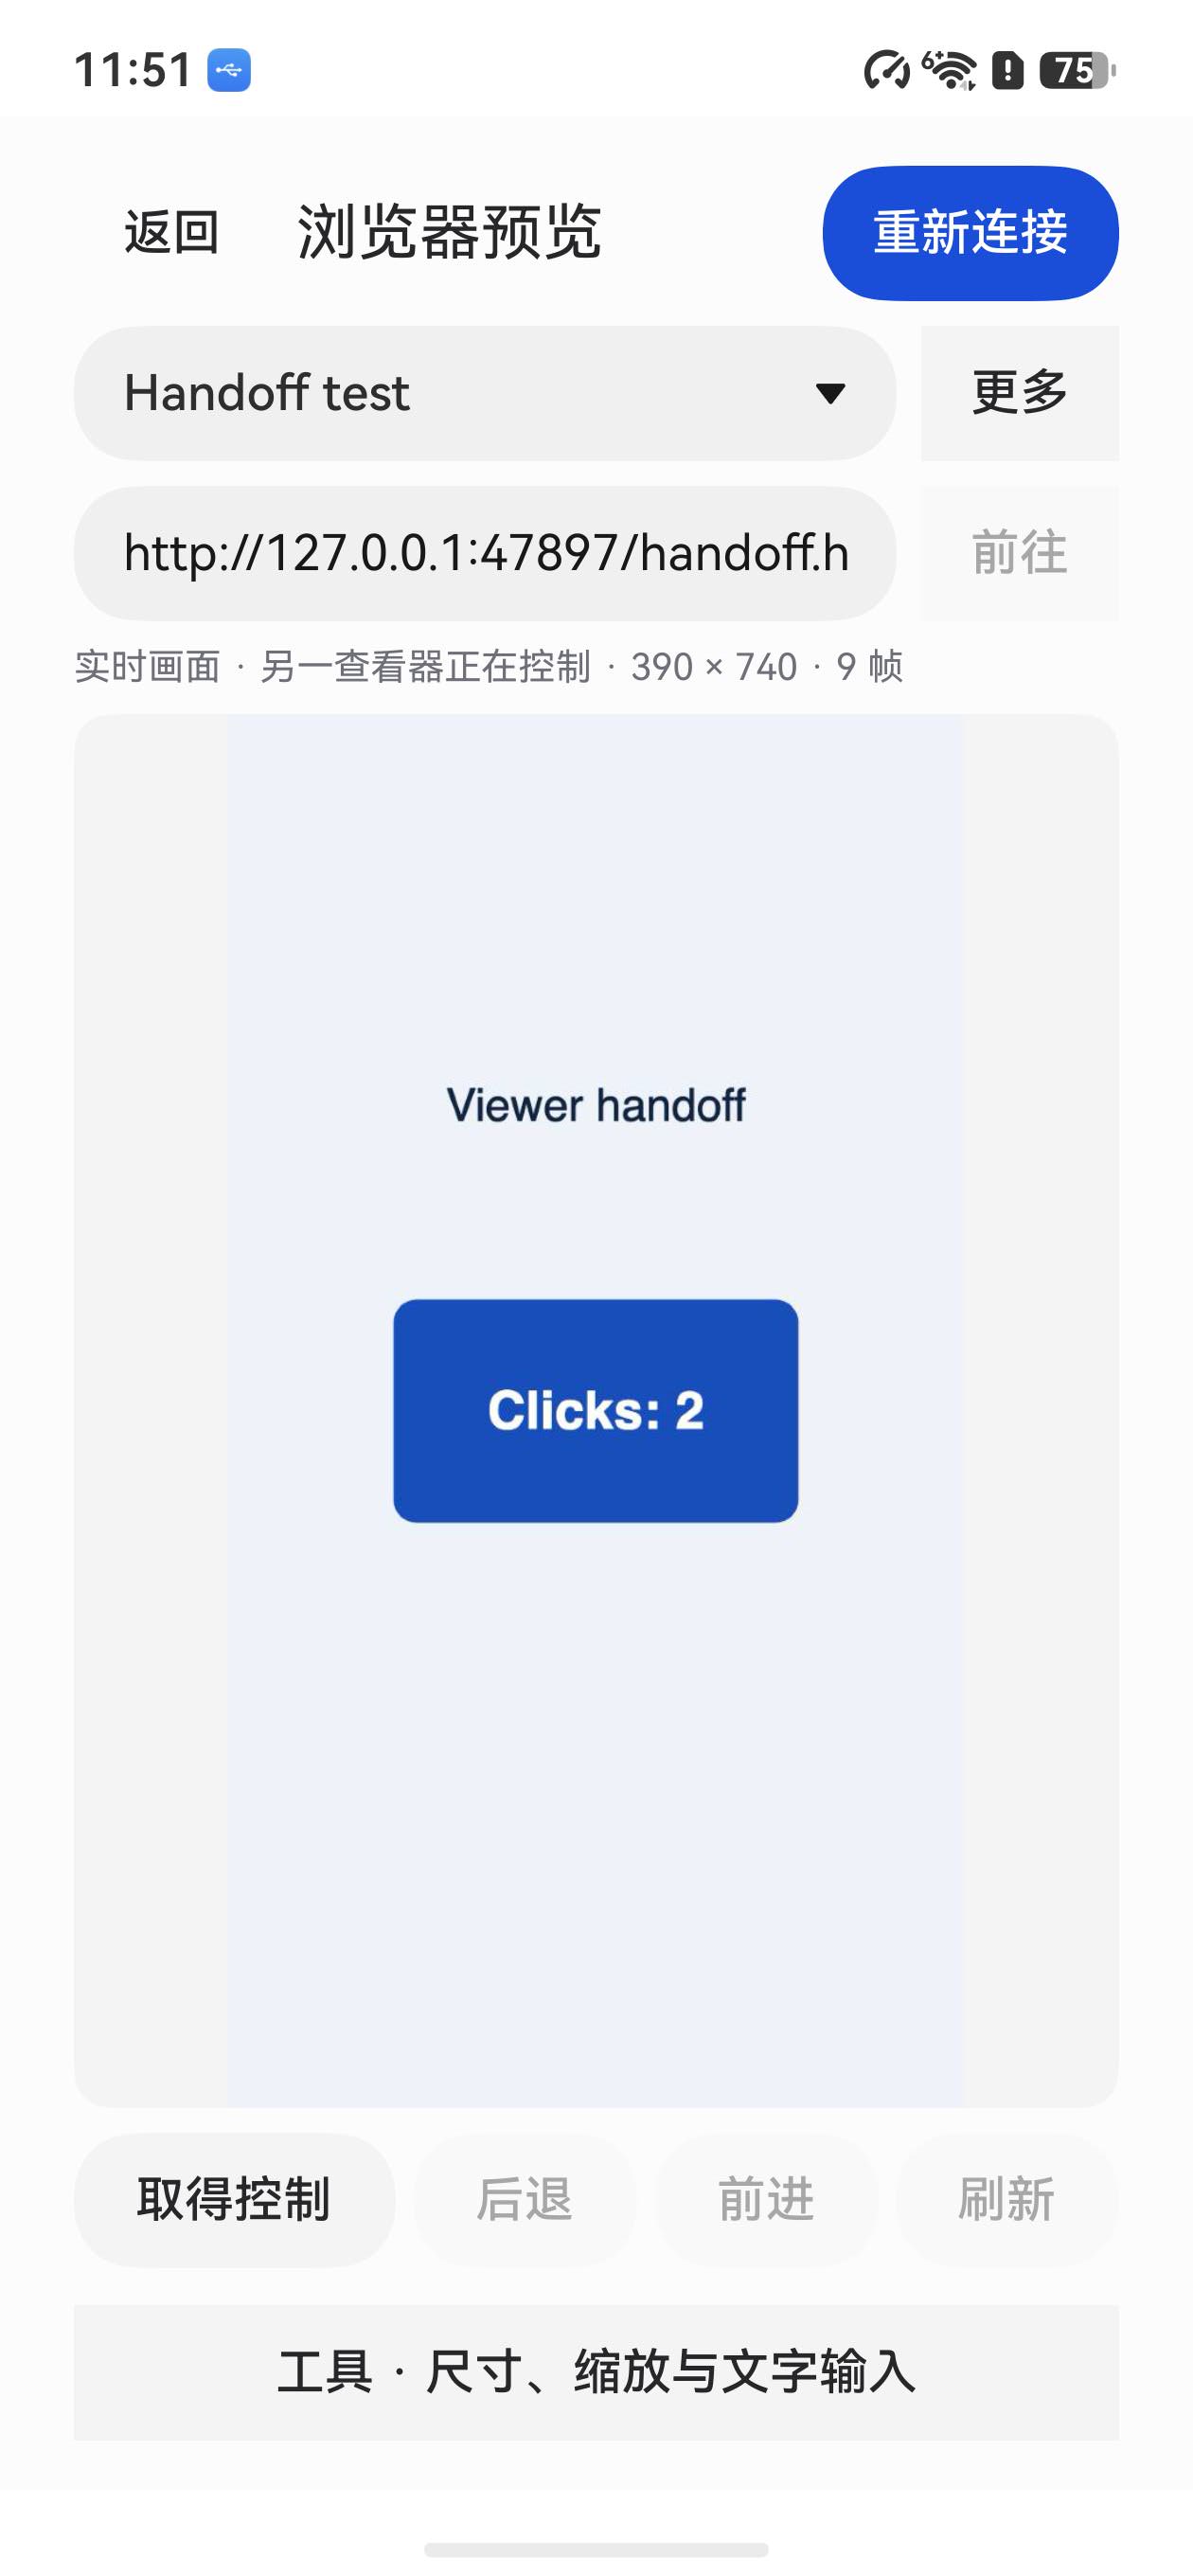 11:51
6+
75
返回
浏览器预览
重新连接
Handoff test
更多
http://127.0.0.1:47897/handoff.h
前往
实时画面 · 另一查看器正在控制 · 390 × 740 · 9 帧
Viewer handoff
Clicks: 2
取得控制
后退
前进
刷新
工具 · 尺寸、缩放与文字输入